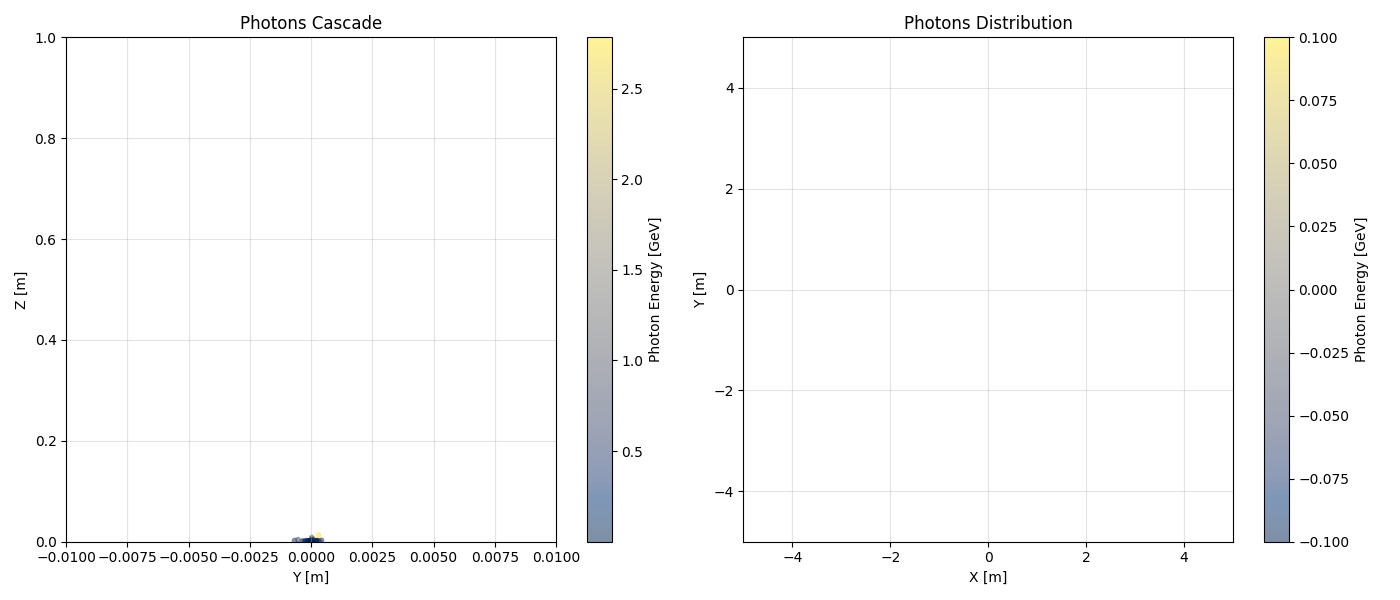 Photons Cascade
Z [m]
1.0
0.8
0.6
0.4
0.2
0.0
−0.0100 −0.0075 −0.0050 −0.0025 0.0000 0.0025 0.0050 0.0075 0.0100
Y [m]
2.5
2.0
1.5
1.0
0.5
Photon Energy [GeV]
Photons Distribution
Y [m]
4
2
0
−2
−4
−4 −2 0 2 4
X [m]
0.100
0.075
0.050
0.025
0.000
−0.025
−0.050
−0.075
−0.100
Photon Energy [GeV]